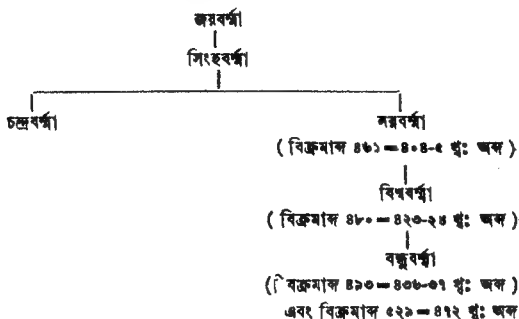 জয়বর্ম্মা
সিংহবর্ম্মা
চন্দ্রবর্ম্মা নরবর্ম্মা
( বিক্রমাব্দ ৪৬১=৪০৪-৫ খৃঃ অব্দ )
বিশ্ববর্ম্মা
( বিক্রমাব্দ ৪৮০=৪২৩-২৪ খৃঃ অব্দ )
বন্ধুবর্ম্মা
( বিক্রমাব্দ ৪৯৩=৪৩৬-৩৭ খৃঃ অব্দ )
এবং বিক্রমাব্দ ৫২৯=৪৭২ খৃঃ অব্দ